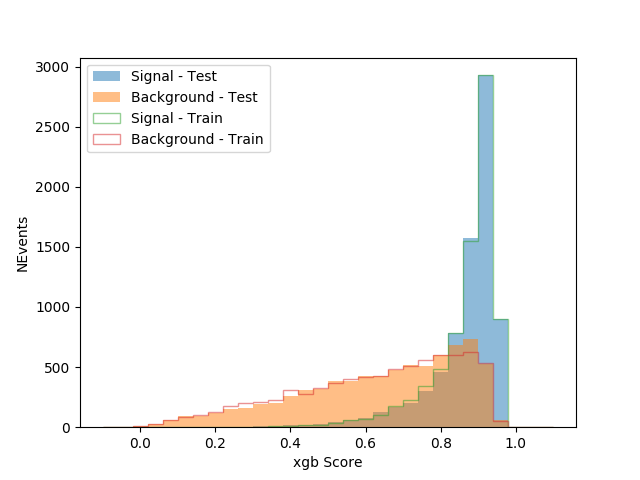 Signal - Test
Background - Test
Signal - Train
Background - Train
3000
2500
2000
1500
1000
500
0
NEvents
0.0 0.2 0.4 0.6 0.8 1.0
xgb Score